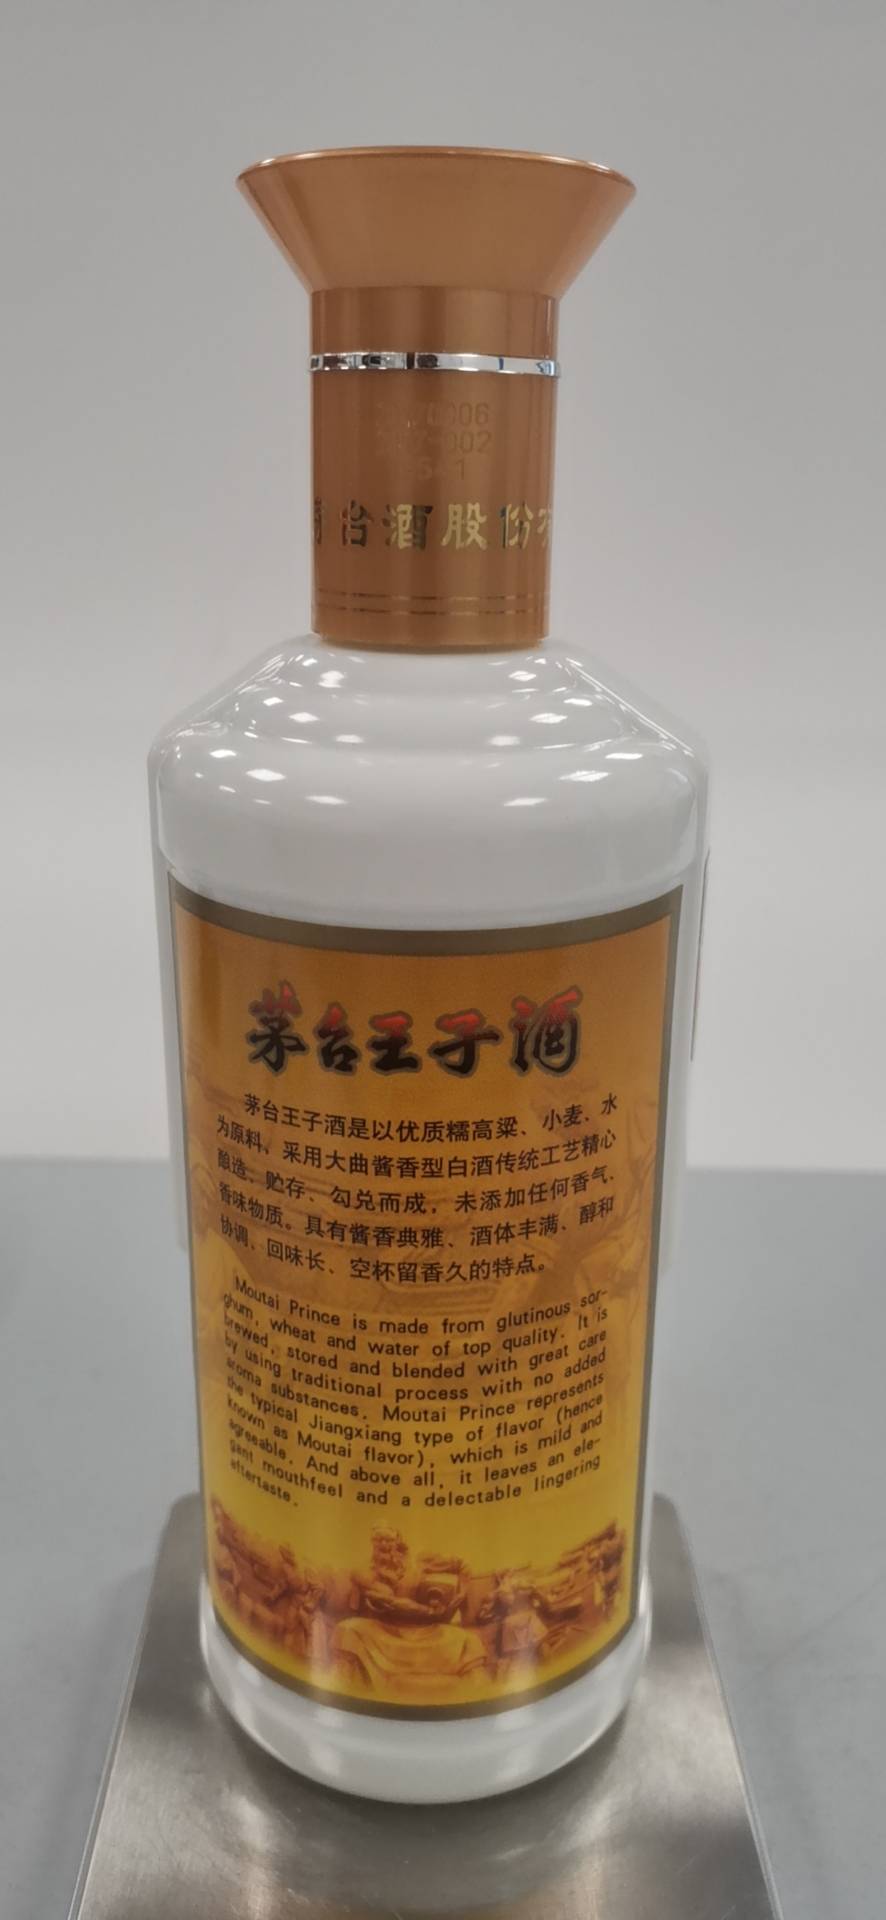 台酒股份
茅台王子酒
茅台王子酒是以优质糯高粱、小麦、水
为原料，采用大曲酱香型白酒传统工艺精心
酿造，贮存、勾兑而成，未添加任何香气、
香味物质。具有酱香典雅、酒体丰满、醇和
协调、回味长、空杯留香久的特点。
Moutai Prince is made from glutinous sor-
ghum, wheat and water of top quality. It is
brewed, stored and blended with great care
by using traditional process with no added
aroma substances. Moutai Prince represents
the typical Jiangxiang type of flavor (hence
known as Moutai flavor), which is mild and
agreeable. And above all, it leaves an ele-
gant mouthfeel and a delectable lingering
aftertaste.